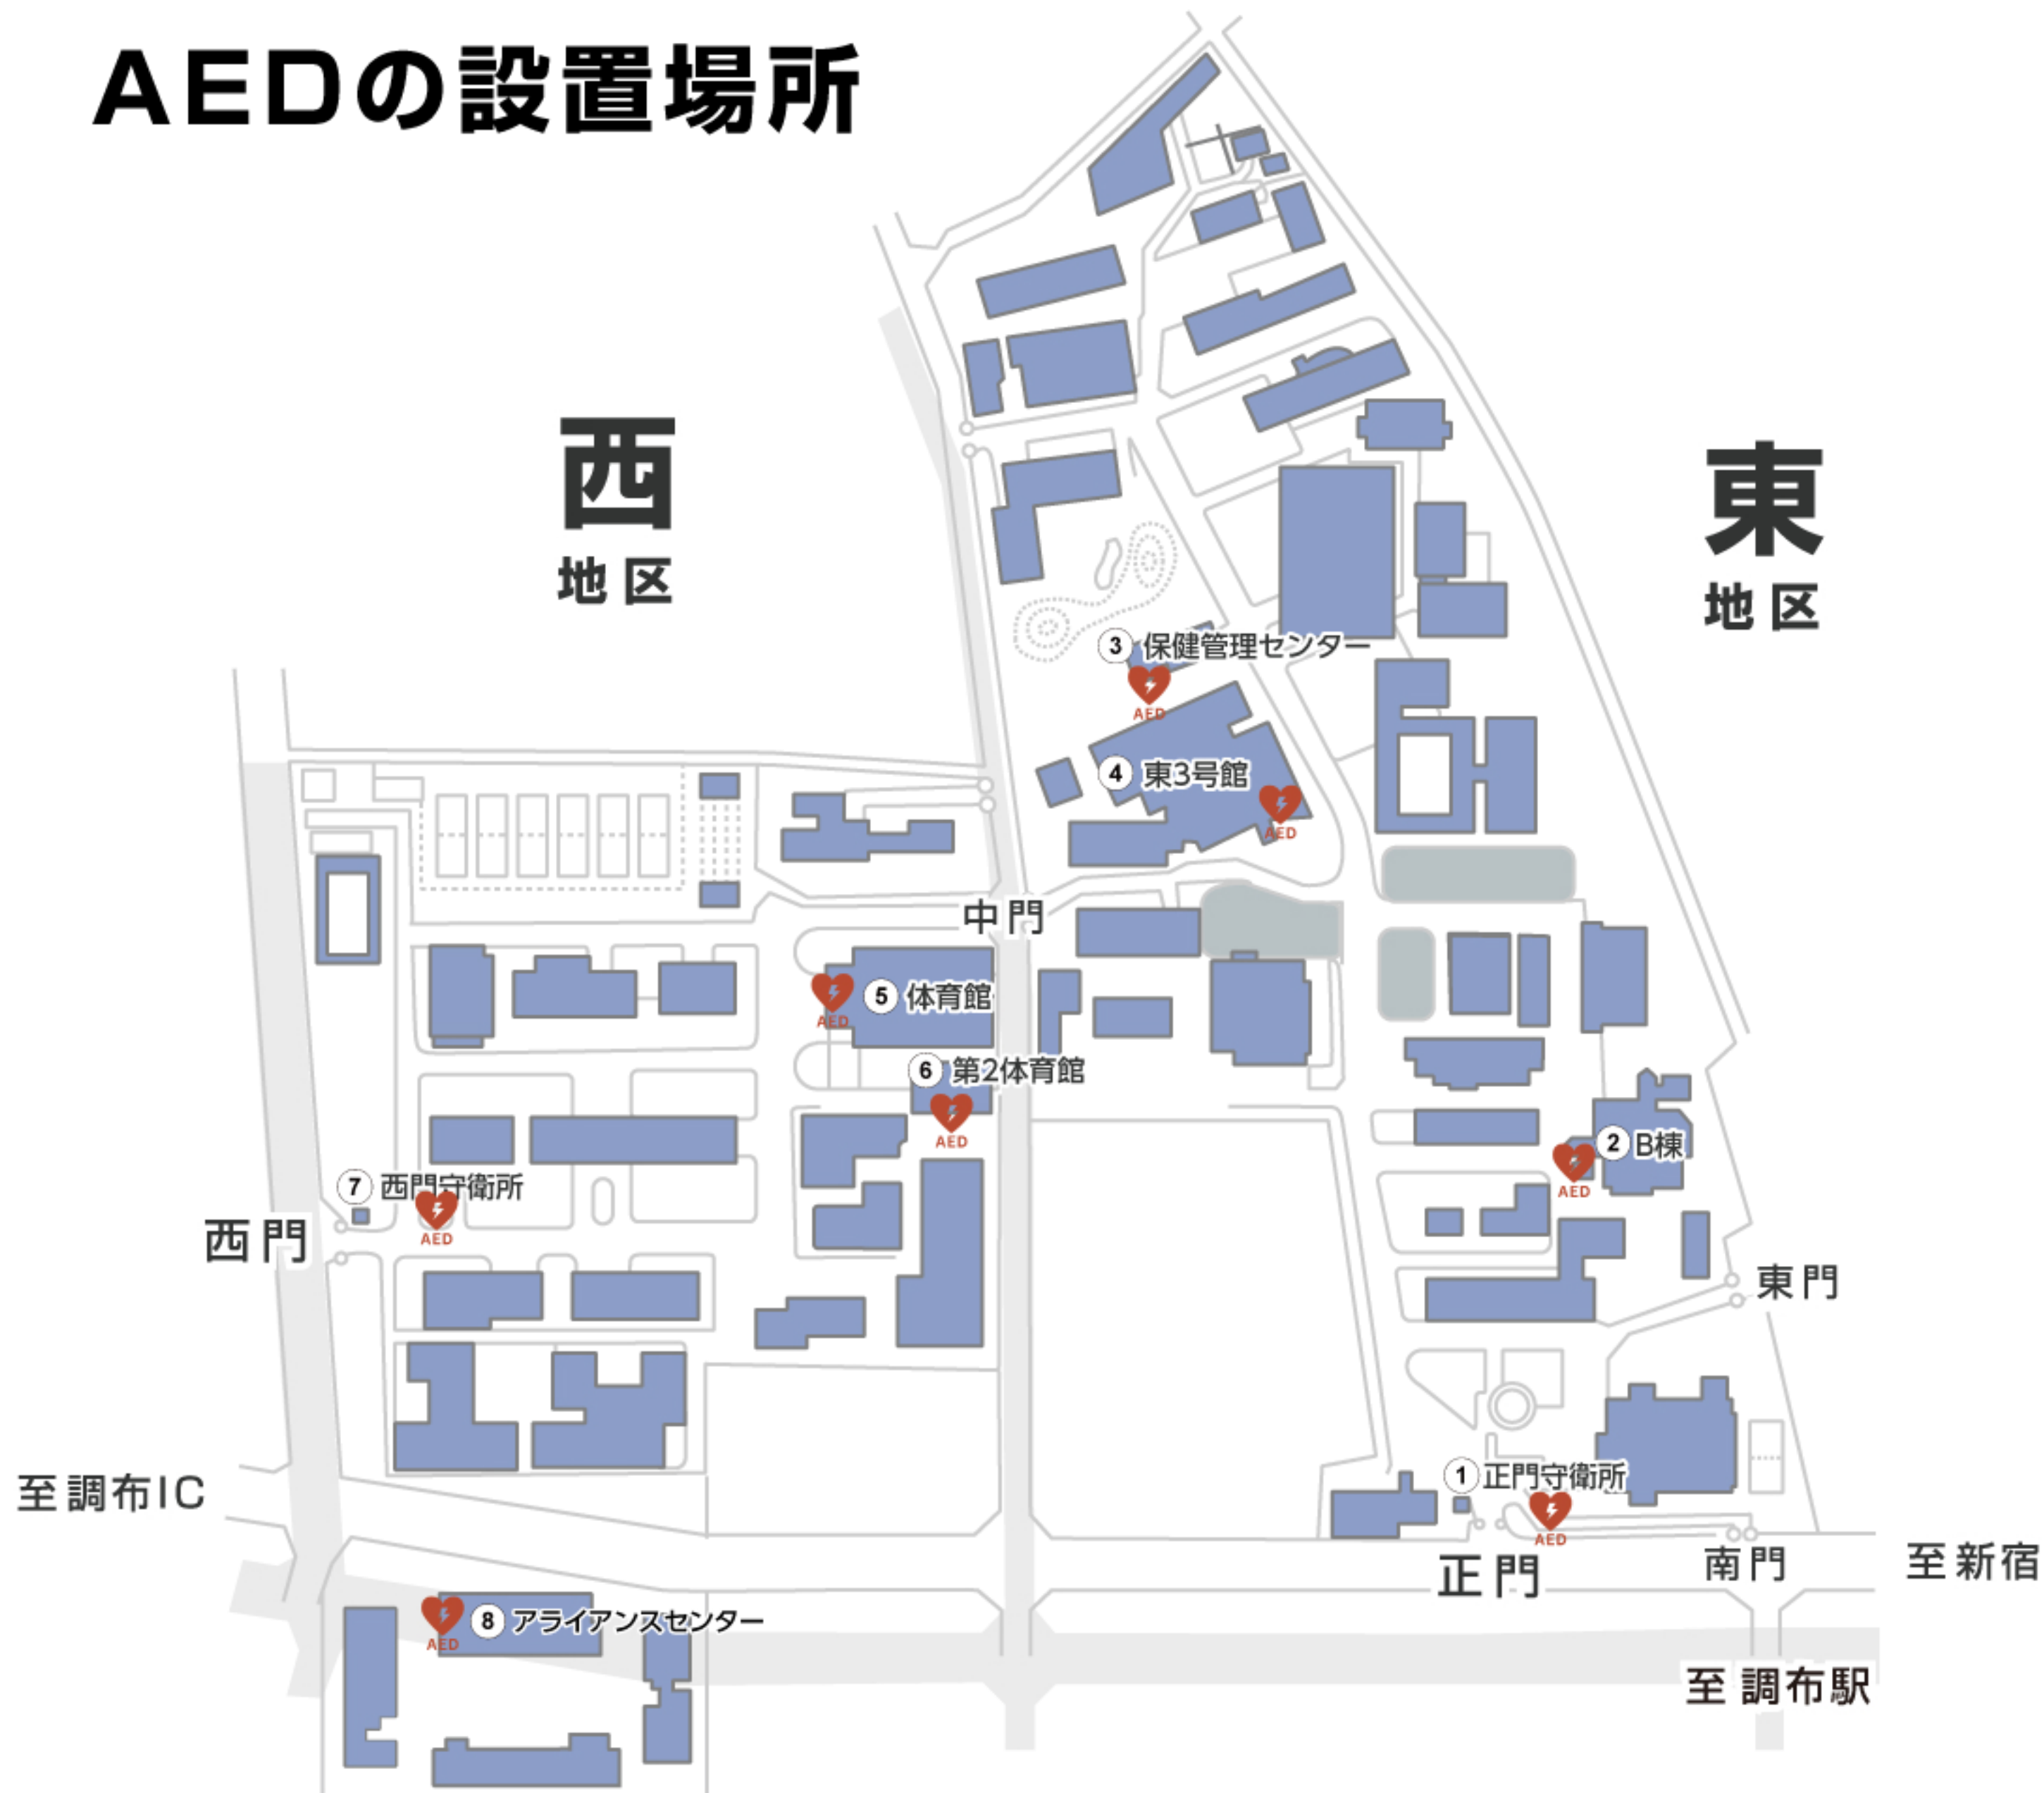 AEDの設置場所
西
地区
東
地区
③ 保健管理センター
AED
④ 東3号館
AED
中門
⑤ 体育館
AED
⑥ 第2体育館
AED
② B棟
AED
⑦ 西門守衛所
AED
西門
東門
① 正門守衛所
AED
至調布IC
正門
南門
至新宿
⑧ アライアンスセンター
AED
至調布駅